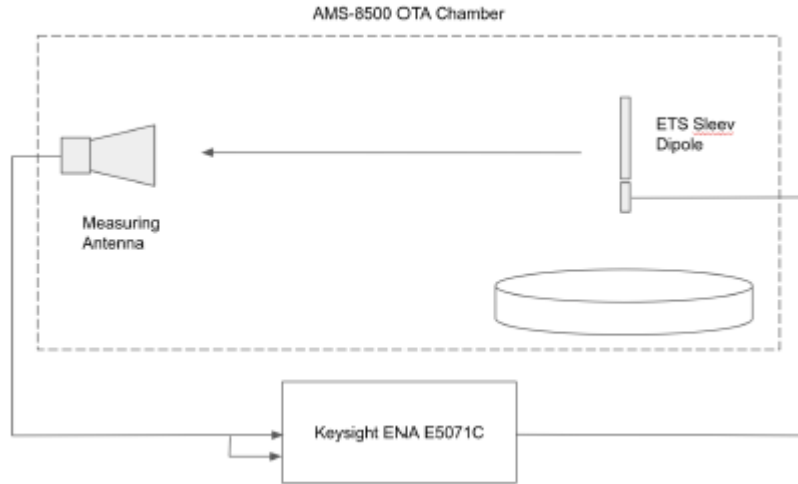 AMS-8500 OTA Chamber
ETS Sleev
Dipole
Measuring
Antenna
Keysight ENA E5071C